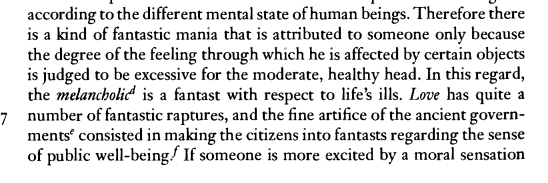 according to the different mental state of human beings. Therefore there
is a kind of fantastic mania that is attributed to someone only because
the degree of the feeling through which he is affected by certain objects
is judged to be excessive for the moderate, healthy head. In this regard,
the melancholicᵈ is a fantast with respect to life's ills. Love has quite a
7 number of fantastic raptures, and the fine artifice of the ancient govern-
mentsᵉ consisted in making the citizens into fantasts regarding the sense
of public well-being.ᶠ If someone is more excited by a moral sensation